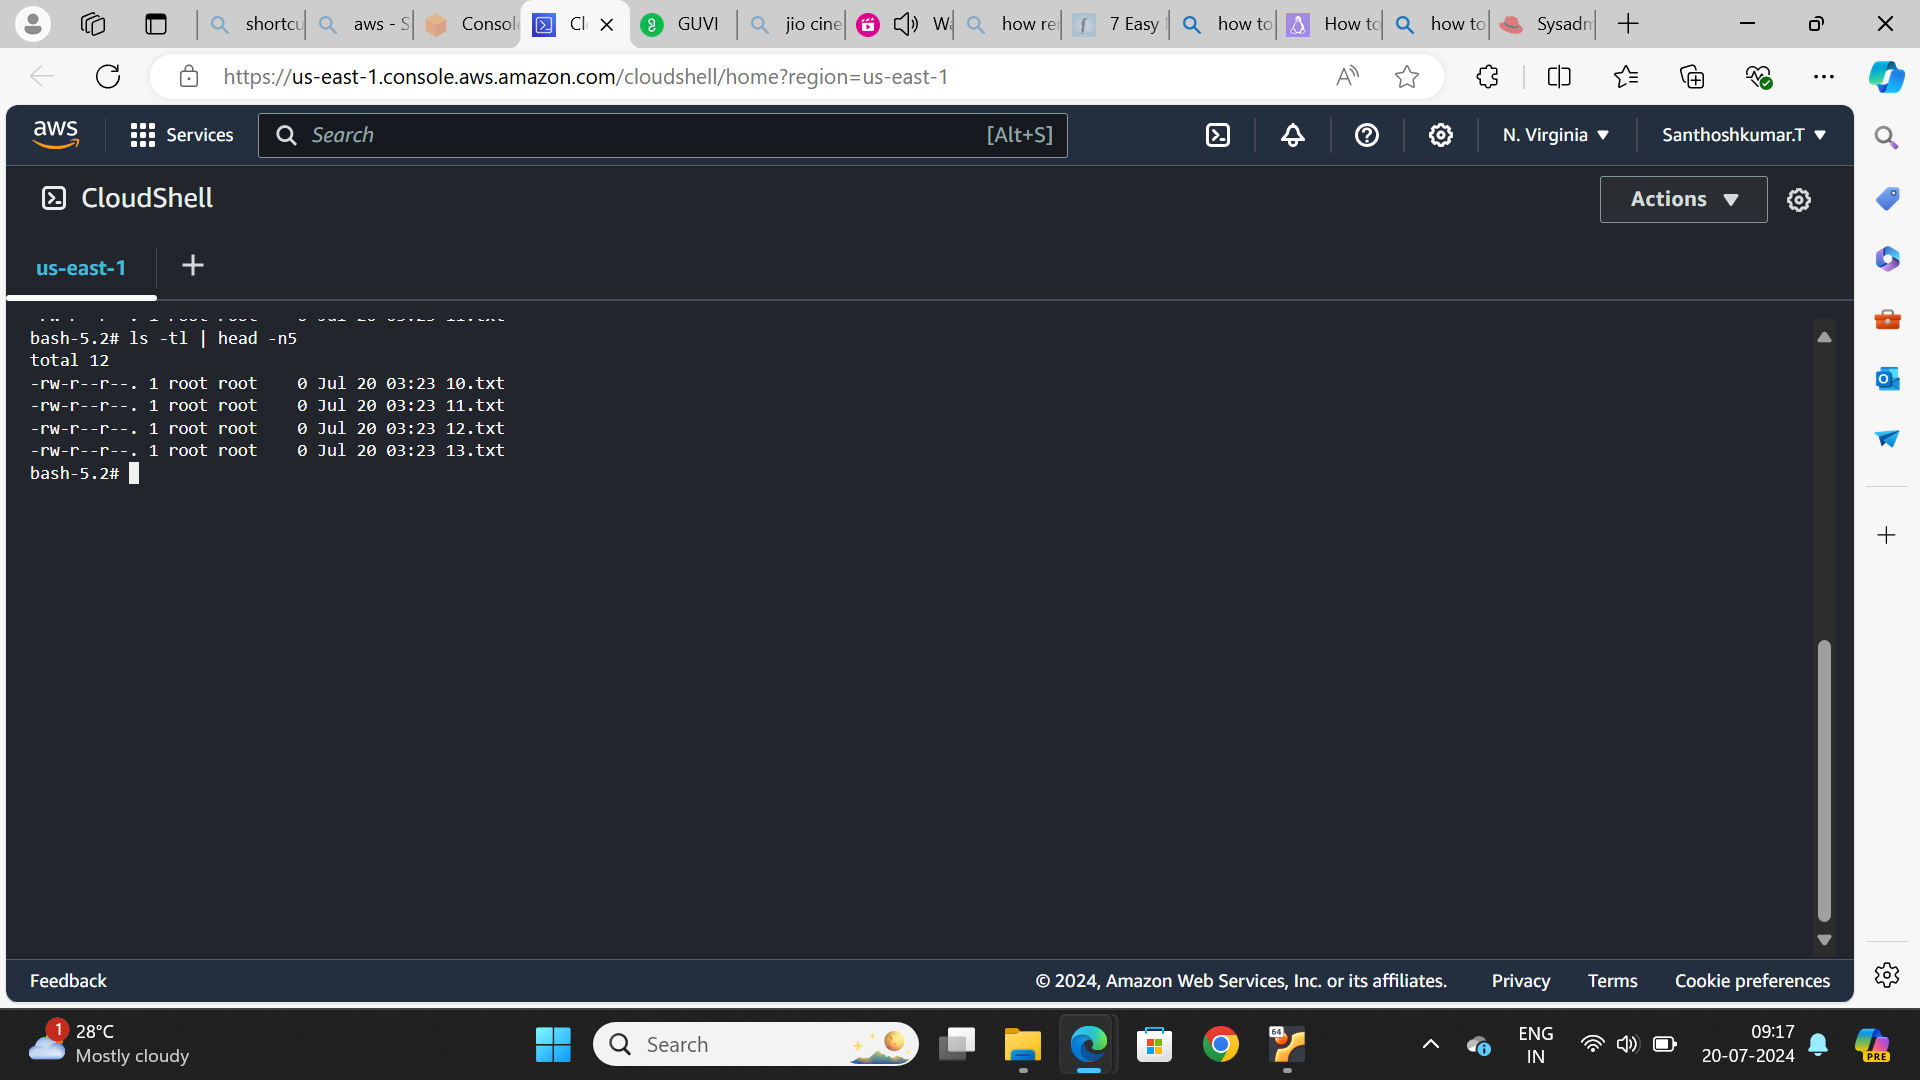 shortcu
aws - S
Consol
Cl
GUVI
jio cine
Wa
how re
7 Easy
how to
How to
how to
Sysadm
https://us-east-1.console.aws.amazon.com/cloudshell/home?region=us-east-1
aws
Services
Search
[Alt+S]
N. Virginia
Santhoshkumar.T
CloudShell
Actions
us-east-1
bash-5.2# ls -tl | head -n5
total 12
-rw-r--r--. 1 root root    0 Jul 20 03:23 10.txt
-rw-r--r--. 1 root root    0 Jul 20 03:23 11.txt
-rw-r--r--. 1 root root    0 Jul 20 03:23 12.txt
-rw-r--r--. 1 root root    0 Jul 20 03:23 13.txt
bash-5.2#
Feedback
© 2024, Amazon Web Services, Inc. or its affiliates.
Privacy
Terms
Cookie preferences
1
28°C
Mostly cloudy
Search
64
ENG
IN
09:17
20-07-2024
PRE